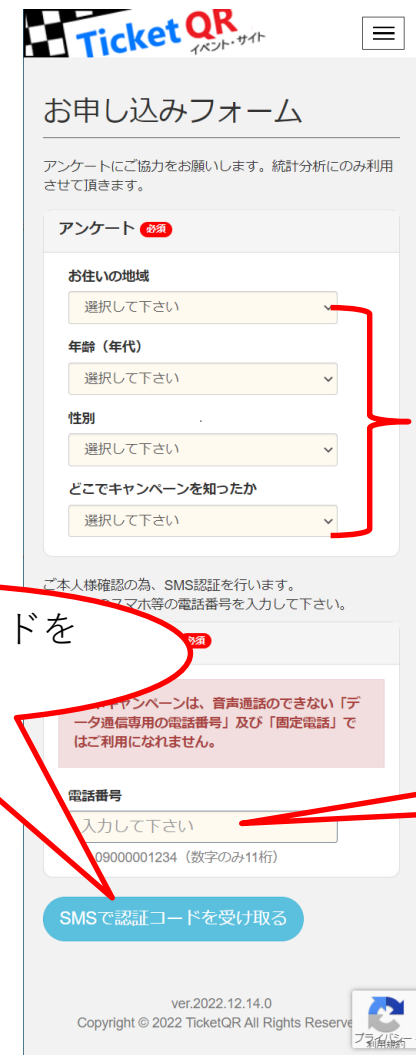 TicketQR
イベント・サイト
お申し込みフォーム
アンケートにご協力をお願いします。統計分析にのみ利用
させて頂きます。
アンケート 必須
お住いの地域
選択して下さい
年齢（年代）
選択して下さい
性別
選択して下さい
どこでキャンペーンを知ったか
選択して下さい
ご本人様確認の為、SMS認証を行います。
スマホ等の電話番号を入力して下さい。
ドを
必須
キャンペーンは、音声通話のできない「デ
ータ通信専用の電話番号」及び「固定電話」で
はご利用になれません。
電話番号
入力して下さい
09000001234（数字のみ11桁）
SMSで認証コードを受け取る
ver.2022.12.14.0
Copyright © 2022 TicketQR All Rights Reserve
プライバシー
利用規約